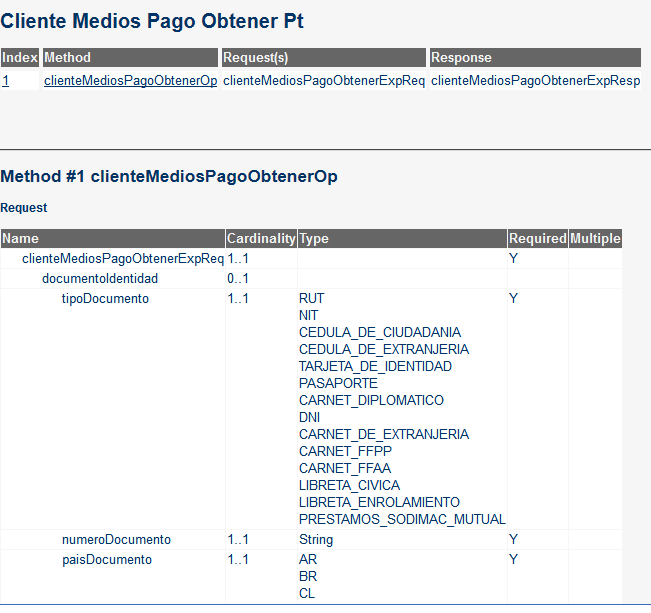 Cliente Medios Pago Obtener Pt
Index Method Request(s) Response
1 clienteMediosPagoObtenerOp clienteMediosPagoObtenerExpReq clienteMediosPagoObtenerExpResp
Method #1 clienteMediosPagoObtenerOp
Request
Name Cardinality Type Required Multiple
clienteMediosPagoObtenerExpReq 1..1 Y
documentoIdentidad 0..1
tipoDocumento 1..1 RUT Y
NIT
CEDULA_DE_CIUDADANIA
CEDULA_DE_EXTRANJERIA
TARJETA_DE_IDENTIDAD
PASAPORTE
CARNET_DIPLOMATICO
DNI
CARNET_DE_EXTRANJERIA
CARNET_FFPP
CARNET_FFAA
LIBRETA_CIVICA
LIBRETA_ENROLAMIENTO
PRESTAMOS_SODIMAC_MUTUAL
numeroDocumento 1..1 String Y
paisDocumento 1..1 AR Y
BR
CL